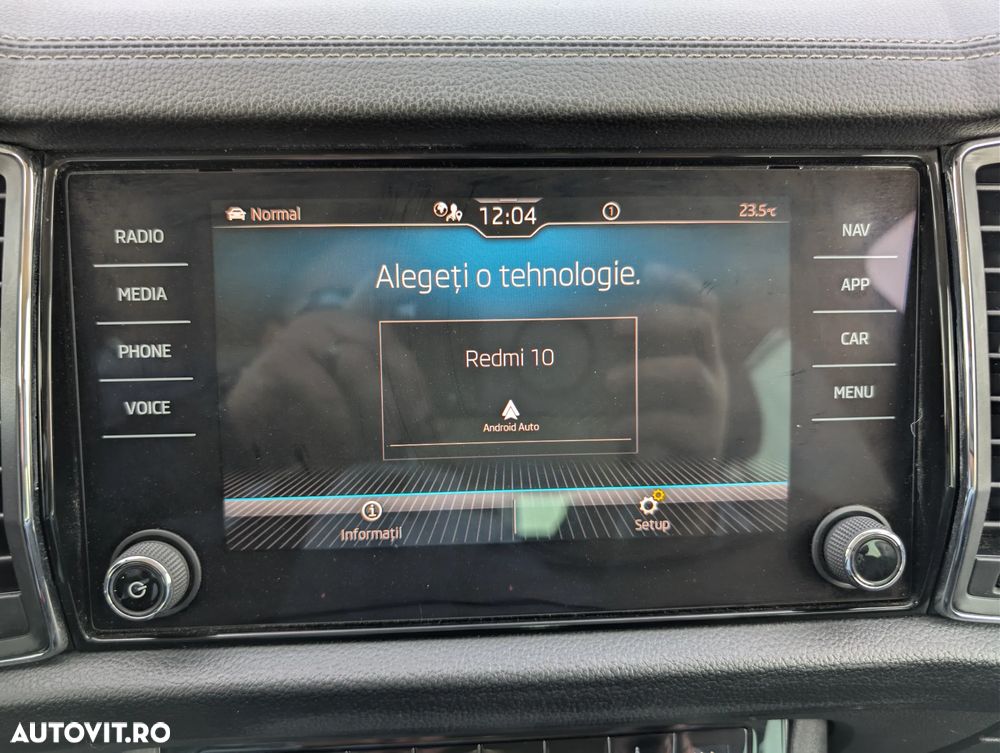 Normal
12:04
1
23.5°C
RADIO
MEDIA
PHONE
VOICE
NAV
APP
CAR
MENU
Alegeți o tehnologie.
Redmi 10
Android Auto
Informații
Setup
AUTOVIT.RO